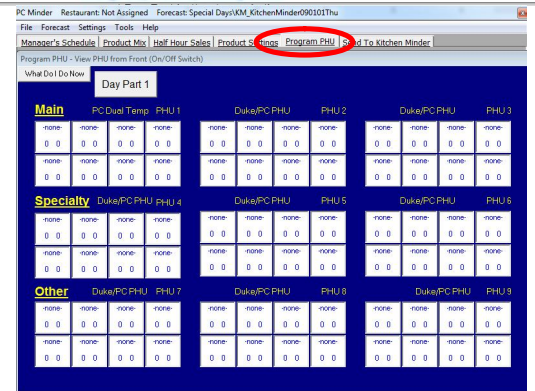 PC Minder Restaurant: Not Assigned Forecast: Special Days\KM_KitchenMinder090101Thu
File Forecast Settings Tools Help
Manager's Schedule Product Mix Half Hour Sales Product Settings Program PHU Send To Kitchen Minder
Program PHU - View PHU from Front (On/Off Switch)
What Do I Do Now Day Part 1
Main PC Dual Temp PHU 1 Duke/PC PHU PHU 2 Duke/PC PHU PHU 3
-none- -none- -none- -none- -none- -none- -none- -none- -none- -none- -none- -none-
0 0 0 0 0 0 0 0 0 0 0 0 0 0 0 0 0 0 0 0 0 0 0 0
-none- -none- -none- -none- -none- -none- -none- -none- -none- -none- -none- -none-
0 0 0 0 0 0 0 0 0 0 0 0 0 0 0 0 0 0 0 0 0 0 0 0
Specialty Duke/PC PHU PHU 4 Duke/PC PHU PHU 5 Duke/PC PHU PHU 6
-none- -none- -none- -none- -none- -none- -none- -none- -none- -none- -none- -none-
0 0 0 0 0 0 0 0 0 0 0 0 0 0 0 0 0 0 0 0 0 0 0 0
-none- -none- -none- -none- -none- -none- -none- -none- -none- -none- -none- -none-
0 0 0 0 0 0 0 0 0 0 0 0 0 0 0 0 0 0 0 0 0 0 0 0
Other Duke/PC PHU PHU 7 Duke/PC PHU PHU 8 Duke/PC PHU PHU 9
-none- -none- -none- -none- -none- -none- -none- -none- -none- -none- -none- -none-
0 0 0 0 0 0 0 0 0 0 0 0 0 0 0 0 0 0 0 0 0 0 0 0
-none- -none- -none- -none- -none- -none- -none- -none- -none- -none- -none- -none-
0 0 0 0 0 0 0 0 0 0 0 0 0 0 0 0 0 0 0 0 0 0 0 0